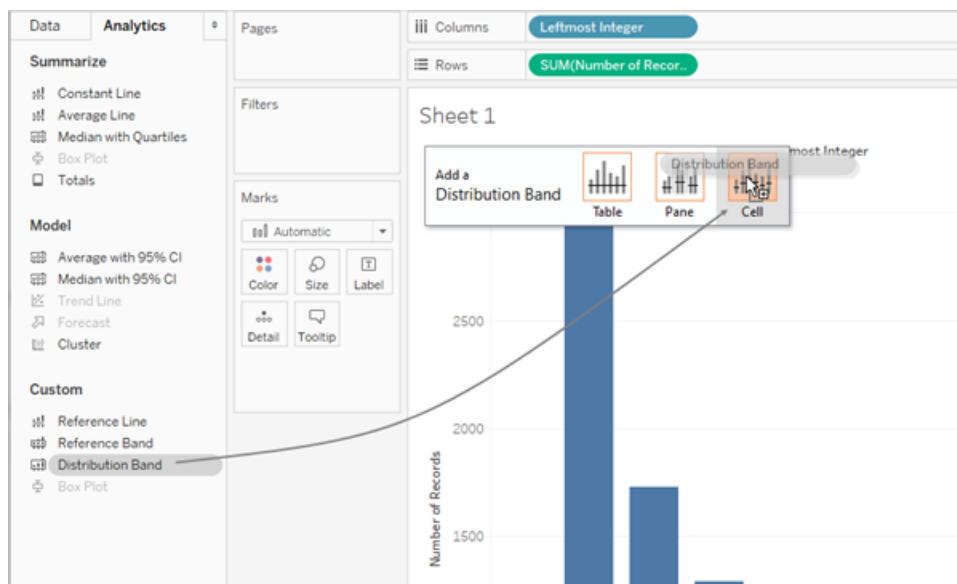 Data
Analytics
Summarize
Constant Line
Average Line
Median with Quartiles
Box Plot
Totals
Model
Average with 95% CI
Median with 95% CI
Trend Line
Forecast
Cluster
Custom
Reference Line
Reference Band
Distribution Band
Box Plot
Pages
Filters
Marks
Automatic
Color
Size
Label
Detail
Tooltip
Columns
Leftmost Integer
Rows
SUM(Number of Recor..
Sheet 1
most Integer
Add a
Distribution Band
Table
Pane
Cell
Distribution Band
2500
2000
1500
Number of Records